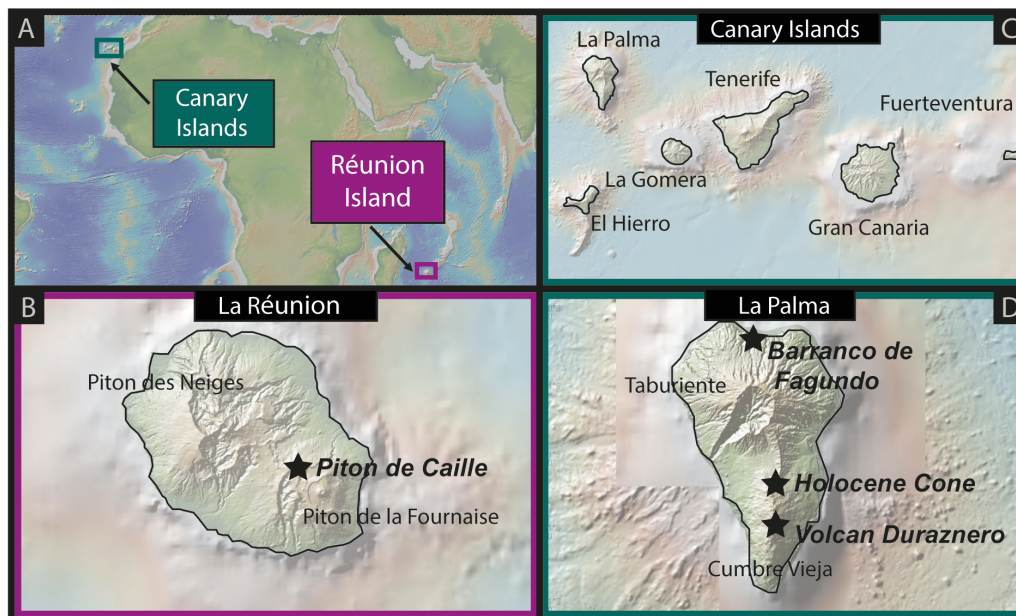 A
Canary
Islands
Réunion
Island
Canary Islands
C
La Palma
Tenerife
Fuerteventura
La Gomera
El Hierro
Gran Canaria
B
La Réunion
Piton des Neiges
Piton de Caille
Piton de la Fournaise
La Palma
D
Barranco de
Fagundo
Taburiente
Holocene Cone
Volcan Duraznero
Cumbre Vieja